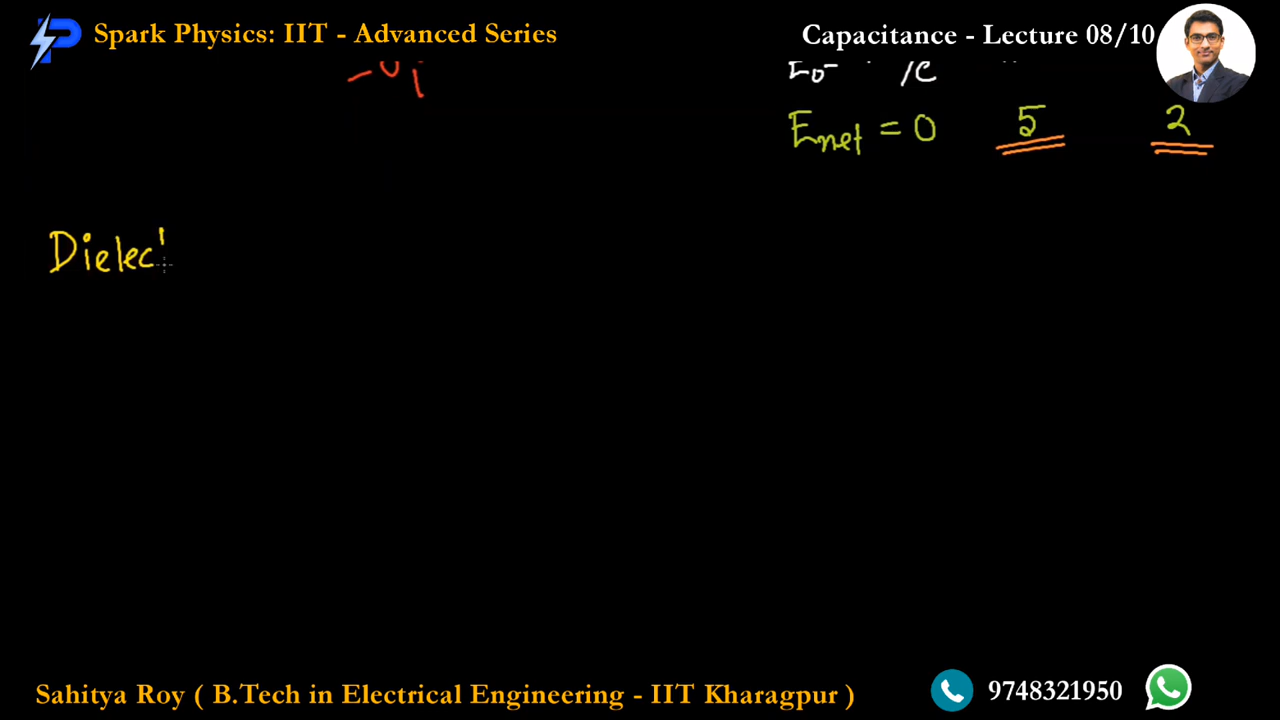 Spark Physics: IIT - Advanced Series
Capacitance - Lecture 08/10
Enet = 0 5 2
Dielec
Sahitya Roy ( B.Tech in Electrical Engineering - IIT Kharagpur )
9748321950